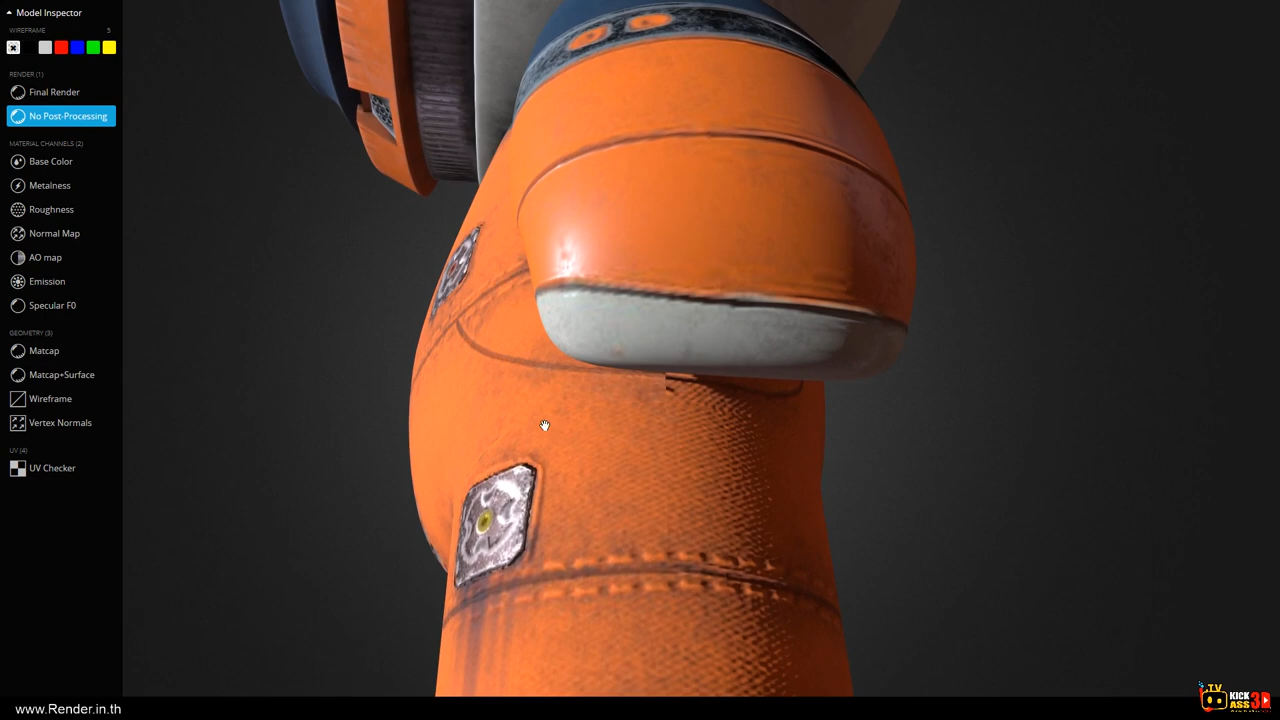 Model Inspector
WIREFRAME 5
RENDER (1)
Final Render
No Post-Processing
MATERIAL CHANNELS (2)
Base Color
Metalness
Roughness
Normal Map
AO map
Emission
Specular F0
GEOMETRY (3)
Matcap
Matcap+Surface
Wireframe
Vertex Normals
UV (4)
UV Checker
www.Render.in.th
TV
KICK
ASS 3D